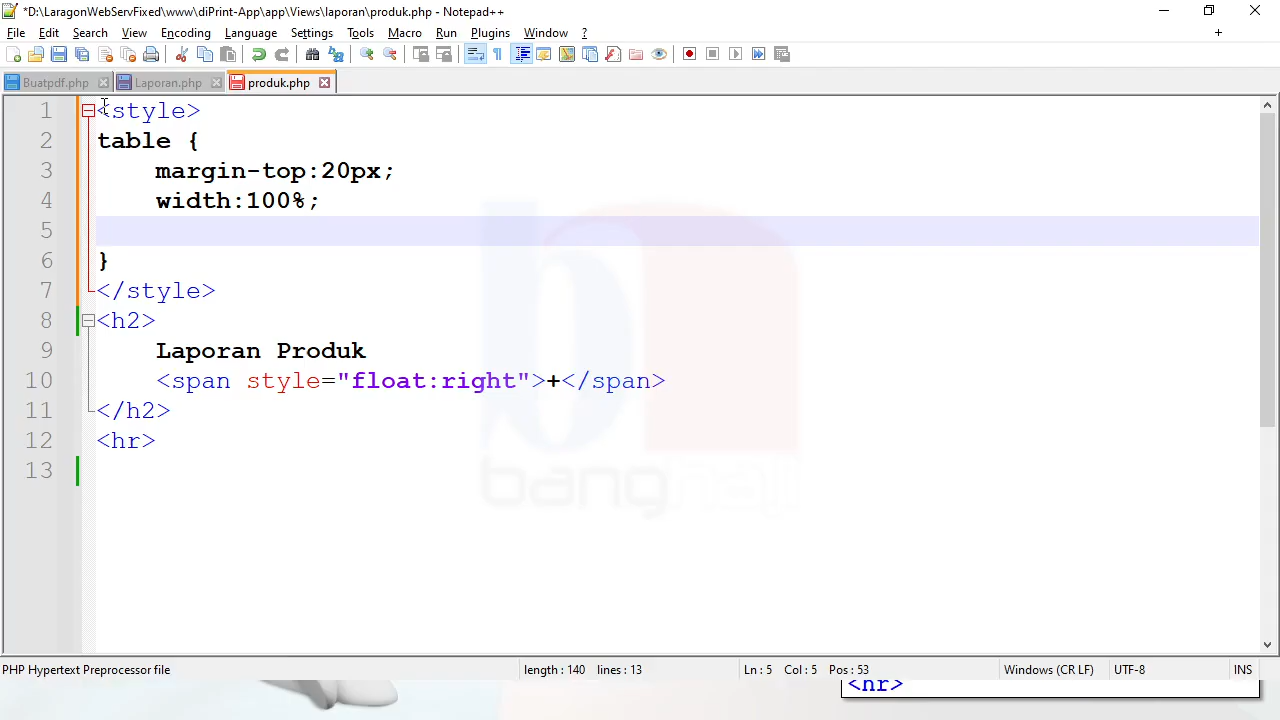 *D:\LaragonWebServFixed\www\diPrint-App\app\Views\laporan\produk.php - Notepad++
File Edit Search View Encoding Language Settings Tools Macro Run Plugins Window ? +
Buatpdf.php Laporan.php produk.php
1 <style>
2 table {
3 margin-top:20px;
4 width:100%;
5
6 }
7 </style>
8 <h2>
9 Laporan Produk
10 <span style="float:right">+</span>
11 </h2>
12 <hr>
13
banghaji
PHP Hypertext Preprocessor file length : 140 lines : 13 Ln : 5 Col : 5 Pos : 53 Windows (CR LF) UTF-8 INS
<hr>